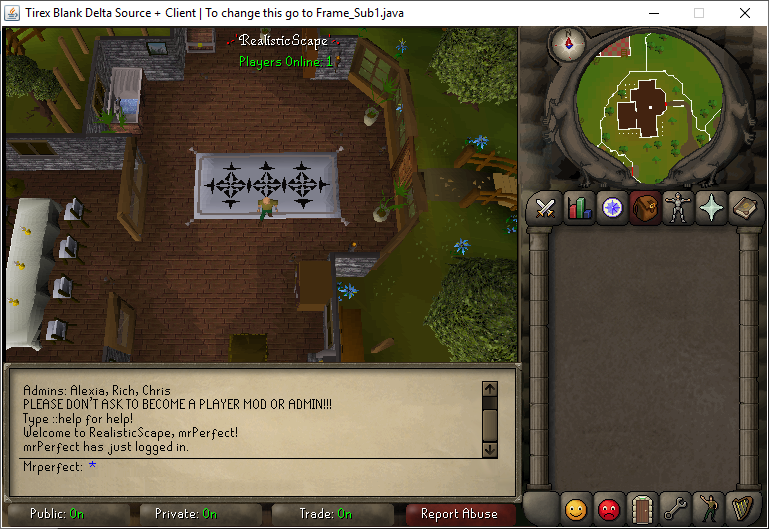 Tirex Blank Delta Source + Client | To change this go to Frame_Sub1.java
RealisticScape
Players Online: 1
Admins: Alexia, Rich, Chris
PLEASE DON'T ASK TO BECOME A PLAYER MOD OR ADMIN!!!
Type ::help for help!
Welcome to RealisticScape, mrPerfect!
mrPerfect has just logged in.
Mrperfect: *
Public: On Private: On Trade: On Report Abuse